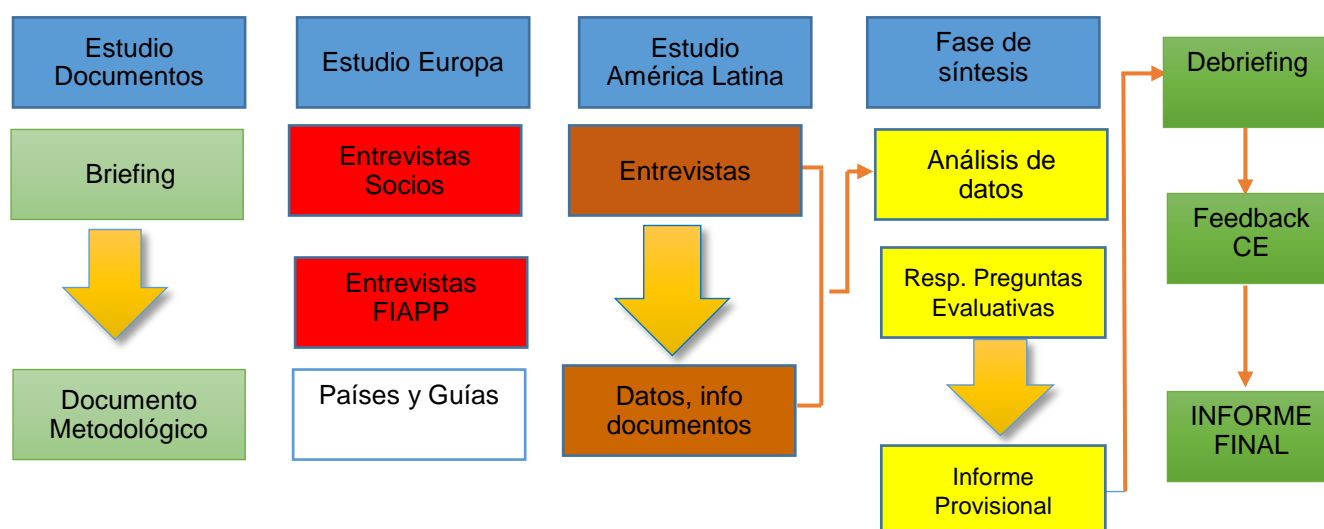 Estudio
Documentos
Briefing
Documento
Metodológico
Estudio Europa
Entrevistas
Socios
Entrevistas
FIAPP
Países y Guías
Estudio
América Latina
Entrevistas
Datos, info
documentos
Fase de
síntesis
Análisis de
datos
Resp. Preguntas
Evaluativas
Informe
Provisional
Debriefing
Feedback
CE
INFORME
FINAL